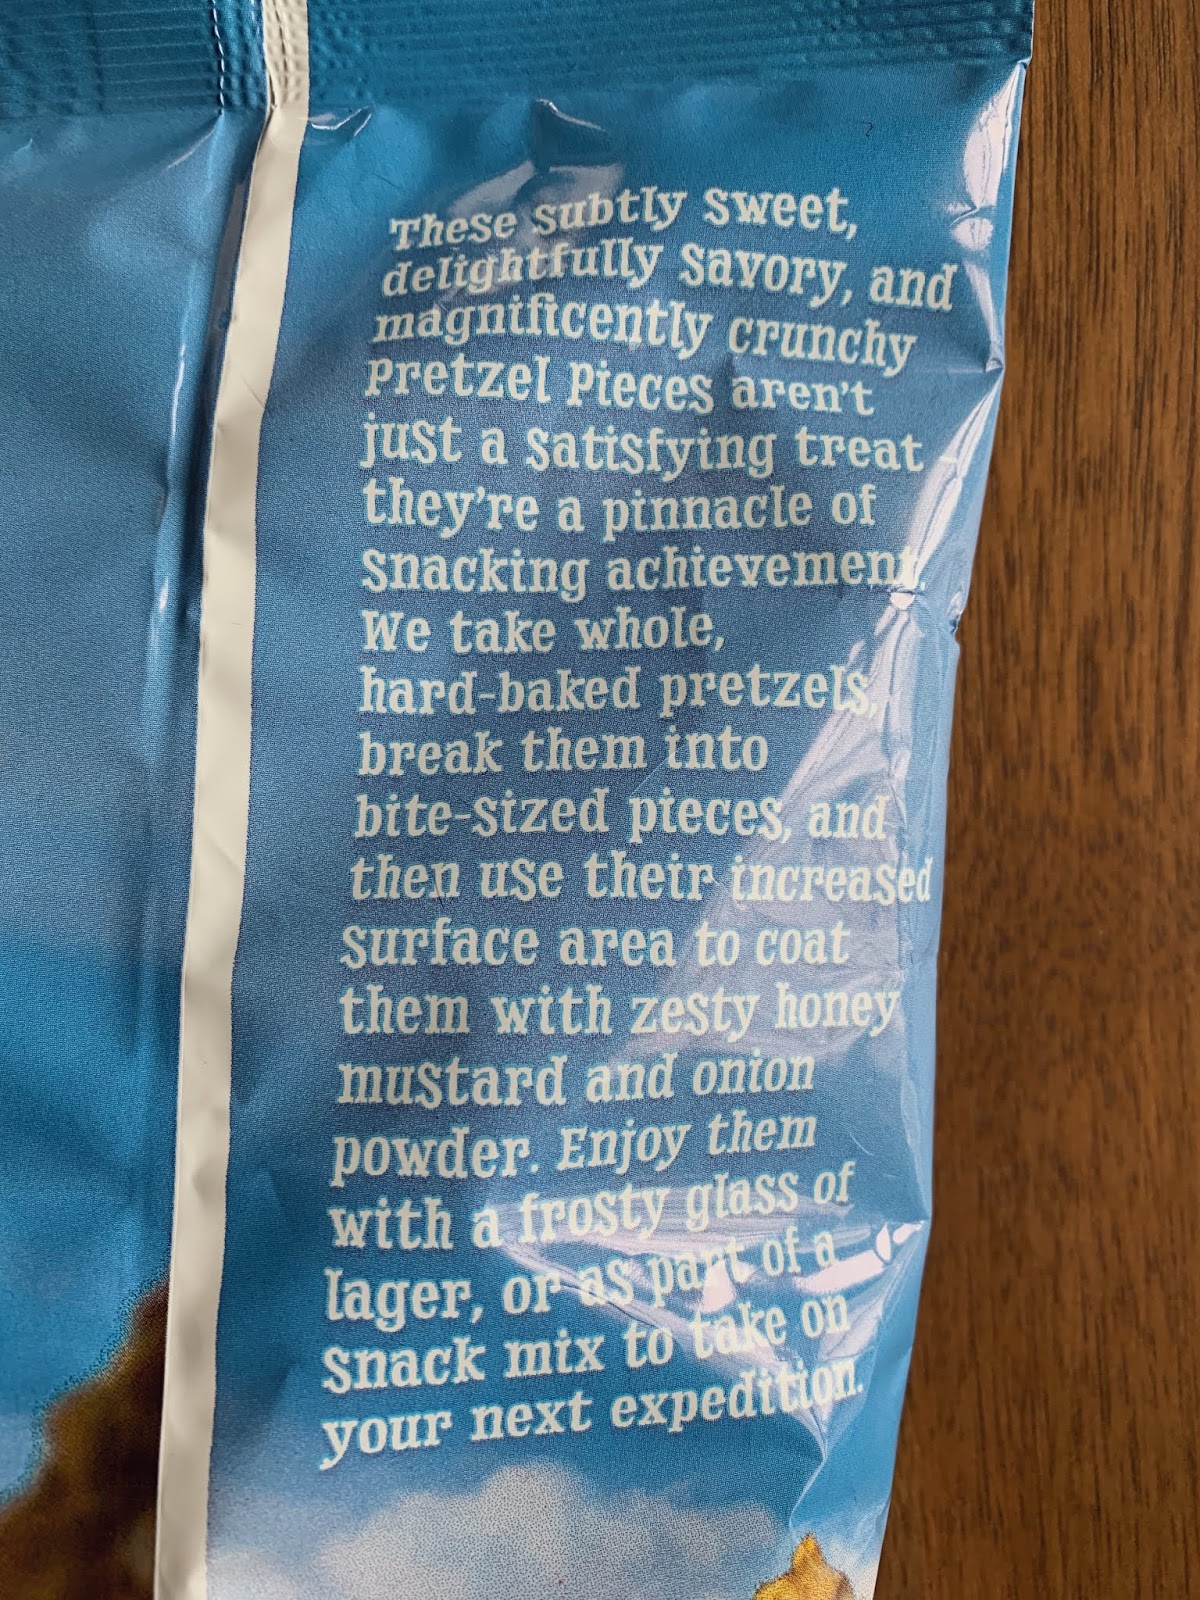 These subtly sweet,
delightfully savory, and
magnificently crunchy
Pretzel Pieces aren't
just a satisfying treat -
they're a pinnacle of
snacking achievement.
We take whole,
hard-baked pretzels,
break them into
bite-sized pieces, and
then use their increased
surface area to coat
them with zesty honey
mustard and onion
powder. Enjoy them
with a frosty glass of
lager, or as part of a
snack mix to take on
your next expedition.